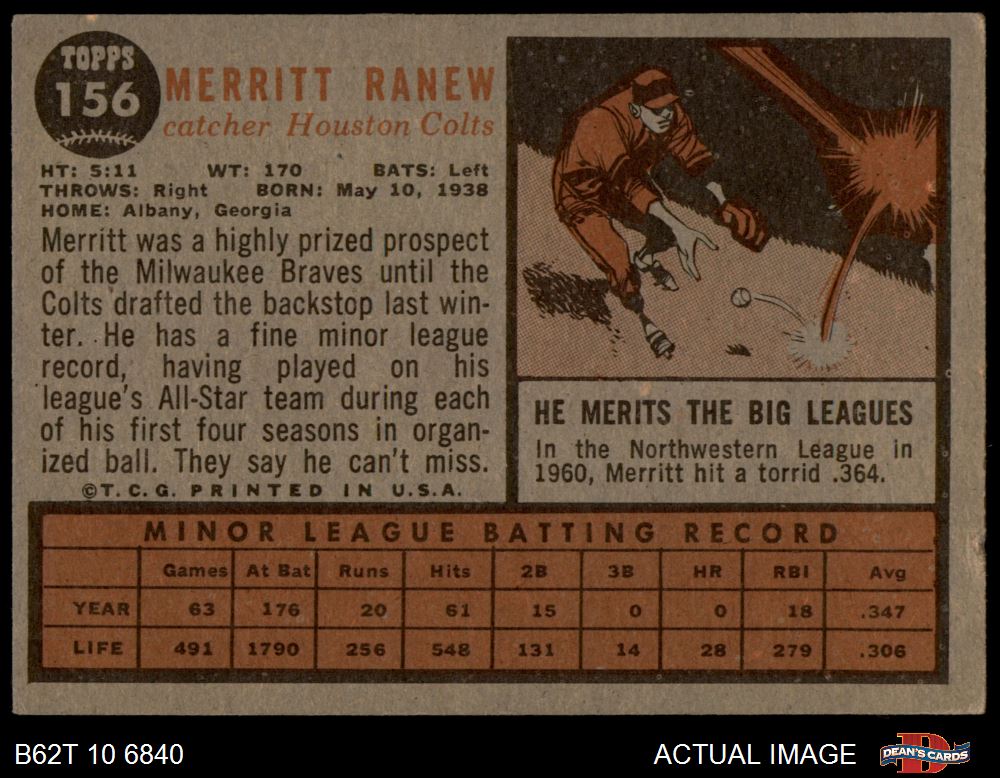 TOPPS
156
MERRITT RANEW
catcher Houston Colts
HT: 5:11 WT: 170 BATS: Left
THROWS: Right BORN: May 10, 1938
HOME: Albany, Georgia
Merritt was a highly prized prospect
of the Milwaukee Braves until the
Colts drafted the backstop last win-
ter. He has a fine minor league
record, having played on his
league's All-Star team during each
of his first four seasons in organ-
ized ball. They say he can't miss.
©T.C.G. PRINTED IN U.S.A.
HE MERITS THE BIG LEAGUES
In the Northwestern League in
1960, Merritt hit a torrid .364.
MINOR LEAGUE BATTING RECORD
Games At Bat Runs Hits 2B 3B HR RBI Avg
YEAR 63 176 20 61 15 0 0 18 .347
LIFE 491 1790 256 548 131 14 28 279 .306
B62T 10 6840
ACTUAL IMAGE
D
DEAN'S CARDS